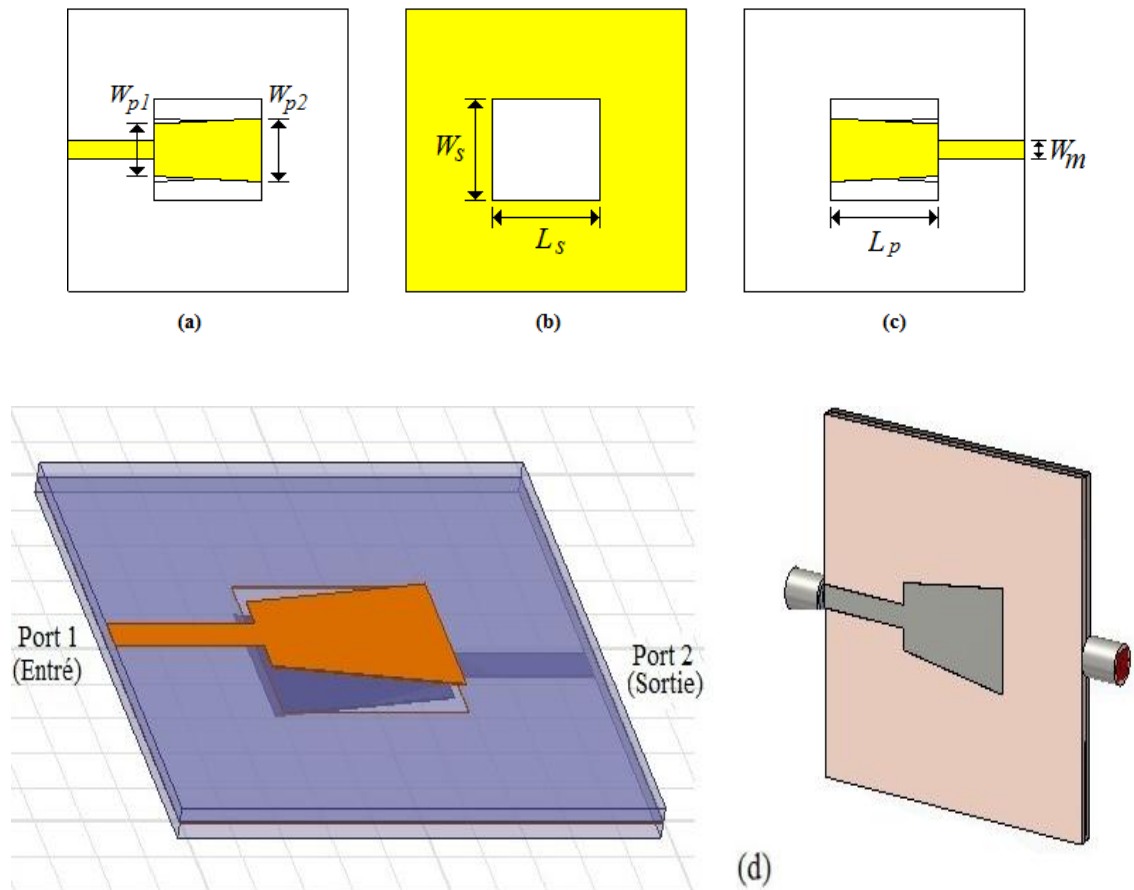 W_p1
W_p2
W_s
L_s
L_p
W_m
(a)
(b)
(c)
Port 1
(Entré)
Port 2
(Sortie)
(d)